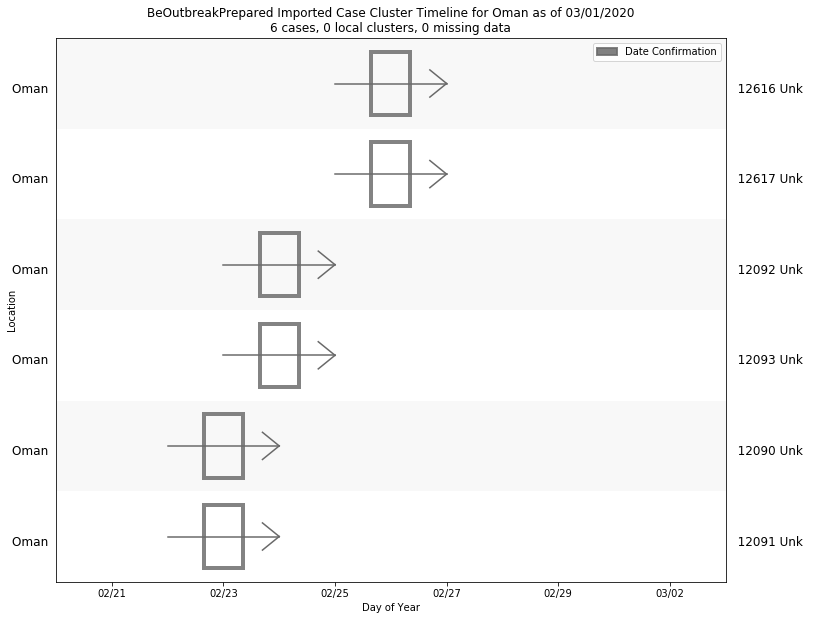 BeOutbreakPrepared Imported Case Cluster Timeline for Oman as of 03/01/2020
6 cases, 0 local clusters, 0 missing data
Date Confirmation
Oman 12616 Unk
Oman 12617 Unk
Oman 12092 Unk
Location
Oman 12093 Unk
Oman 12090 Unk
Oman 12091 Unk
02/21 02/23 02/25 02/27 02/29 03/02
Day of Year